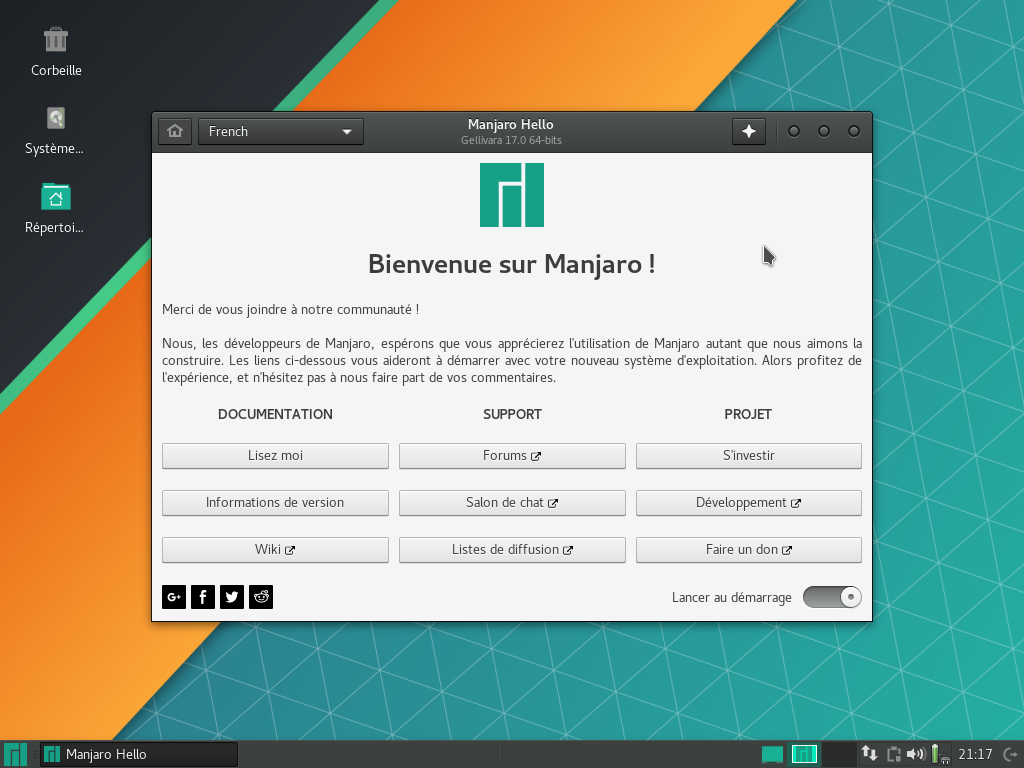 Corbeille
Système...
Répertoi...
French
Manjaro Hello
Gellivara 17.0 64-bits
Bienvenue sur Manjaro !
Merci de vous joindre à notre communauté !
Nous, les développeurs de Manjaro, espérons que vous apprécierez l'utilisation de Manjaro autant que nous aimons la
construire. Les liens ci-dessous vous aideront à démarrer avec votre nouveau système d'exploitation. Alors profitez de
l'expérience, et n'hésitez pas à nous faire part de vos commentaires.
DOCUMENTATION SUPPORT PROJET
Lisez moi Forums S'investir
Informations de version Salon de chat Développement
Wiki Listes de diffusion Faire un don
G+ f Lancer au démarrage
Manjaro Hello 21:17